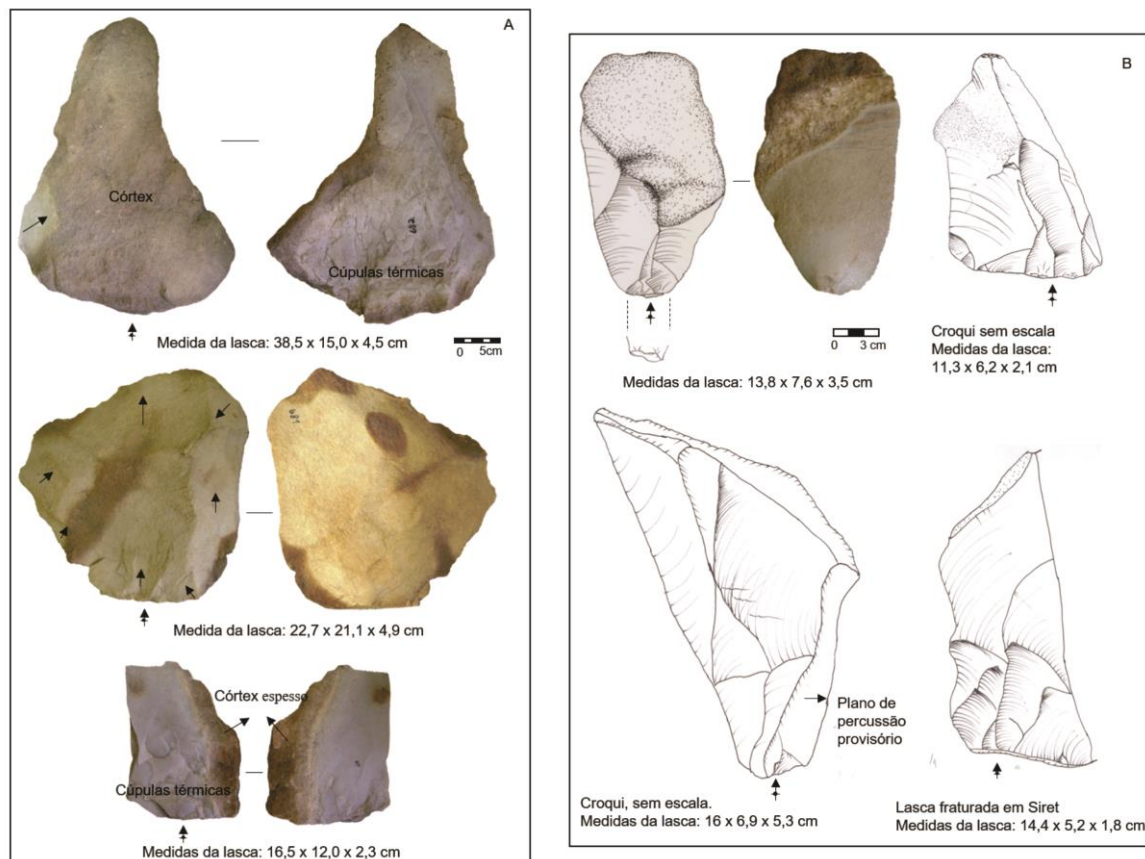 A
Córtex
Cúpulas térmicas
Medida da lasca: 38,5 x 15,0 x 4,5 cm
0 5cm
Medida da lasca: 22,7 x 21,1 x 4,9 cm
Córtex espesso
Cúpulas térmicas
Medidas da lasca: 16,5 x 12,0 x 2,3 cm
B
0 3 cm
Medidas da lasca: 13,8 x 7,6 x 3,5 cm
Croqui sem escala
Medidas da lasca:
11,3 x 6,2 x 2,1 cm
Plano de
percussão
provisório
Croqui, sem escala.
Medidas da lasca: 16 x 6,9 x 5,3 cm
Lasca fraturada em Siret
Medidas da lasca: 14,4 x 5,2 x 1,8 cm